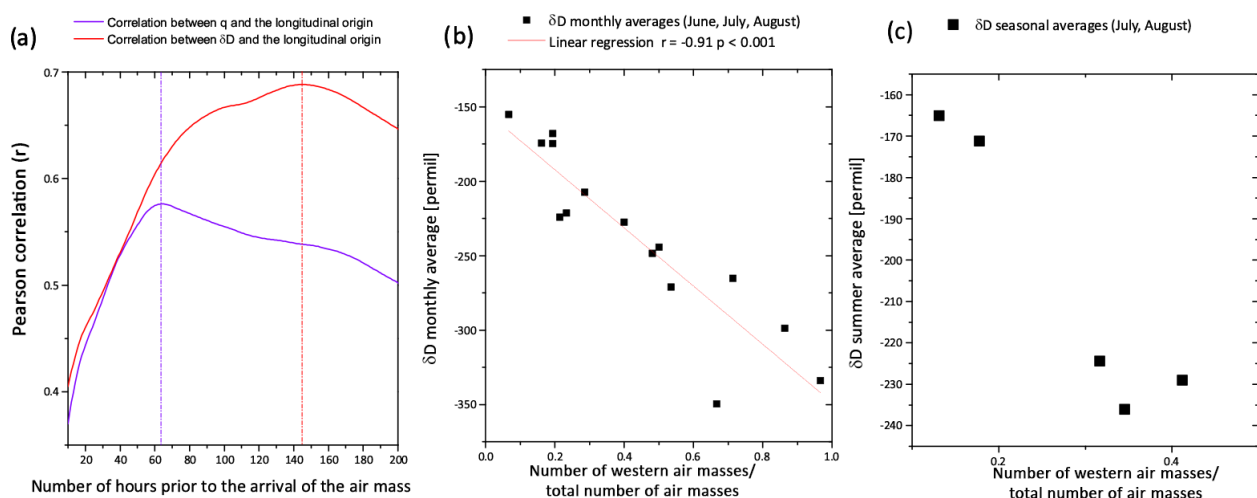 (a)
Correlation between q and the longitudinal origin
Correlation between δD and the longitudinal origin
0.7
0.6
0.5
0.4
Pearson correlation (r)
20 40 60 80 100 120 140 160 180 200
Number of hours prior to the arrival of the air mass
(b)
δD monthly averages (June, July, August)
Linear regression r = -0.91 p < 0.001
-150
-200
-250
-300
-350
δD monthly average [permil]
0.0 0.2 0.4 0.6 0.8 1.0
Number of western air masses/
total number of air masses
(c)
δD seasonal averages (July, August)
-160
-170
-180
-190
-200
-210
-220
-230
-240
δD summer average [permil]
0.2 0.4
Number of western air masses/
total number of air masses